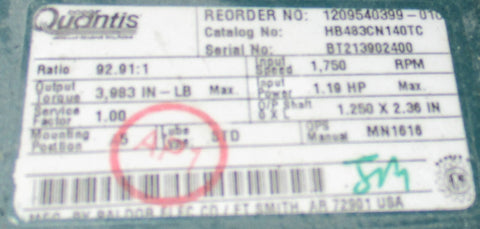 Quantis
REORDER NO: 1209540399-010
Catalog No: HB483CN140TC
Serial No: BT213902400
Ratio 92.91:1 Input Speed 1,750 RPM
Output Torque 3,983 IN-LB Max. Input Power 1.19 HP Max.
Service Factor 1.00 O/P Shaft D X L 1.250 X 2.36 IN
Mounting Position Lube STD OPS Manual MN1616
AP1
MFG. BY BALDOR ELEC CO / FT SMITH, AR 72901 USA